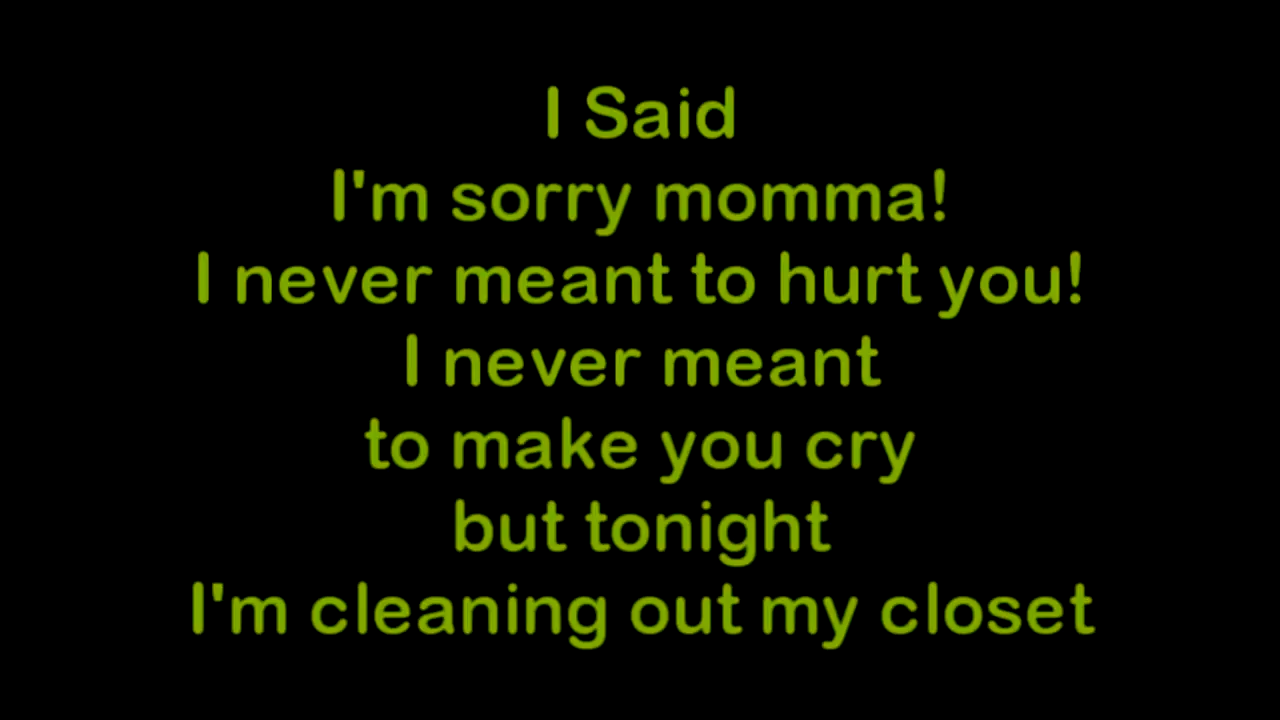 I Said
I'm sorry momma!
I never meant to hurt you!
I never meant
to make you cry
but tonight
I'm cleaning out my closet